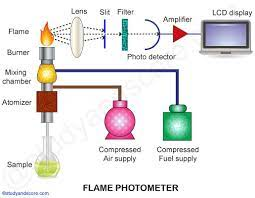 Flame
Lens
Slit
Filter
Amplifier
LCD display
Burner
Photo detector
Mixing
chamber
Atomizer
Sample
Compressed
Air supply
Compressed
Fuel supply
©studyandscore.com
FLAME PHOTOMETER